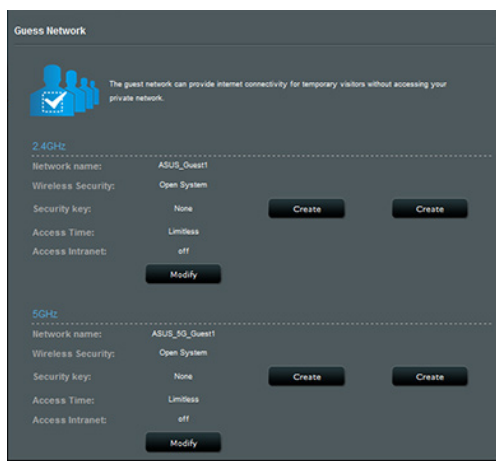 Guess Network
The guest network can provide internet connectivity for temporary visitors without accessing your
private network.
2.4GHz
Network name: ASUS_Guest1
Wireless Security: Open System
Security key: None Create Create
Access Time: Limitless
Access Intranet: off
Modify
5GHz
Network name: ASUS_5G_Guest1
Wireless Security: Open System
Security key: None Create Create
Access Time: Limitless
Access Intranet: off
Modify